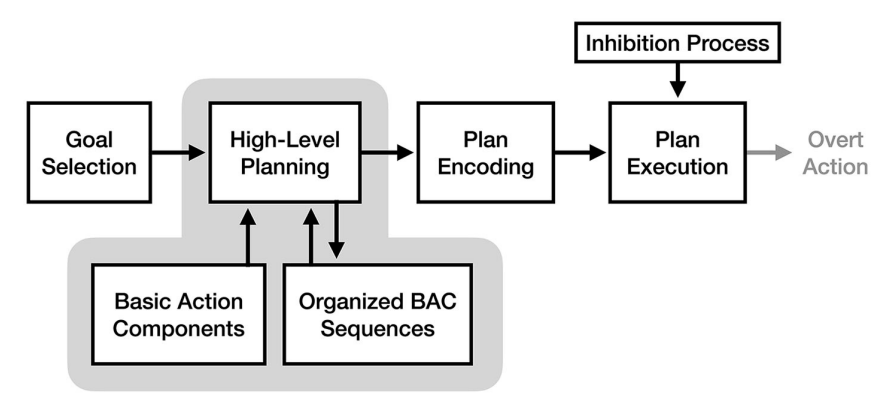 Inhibition Process
Goal
Selection
High-Level
Planning
Plan
Encoding
Plan
Execution
Overt
Action
Basic Action
Components
Organized BAC
Sequences